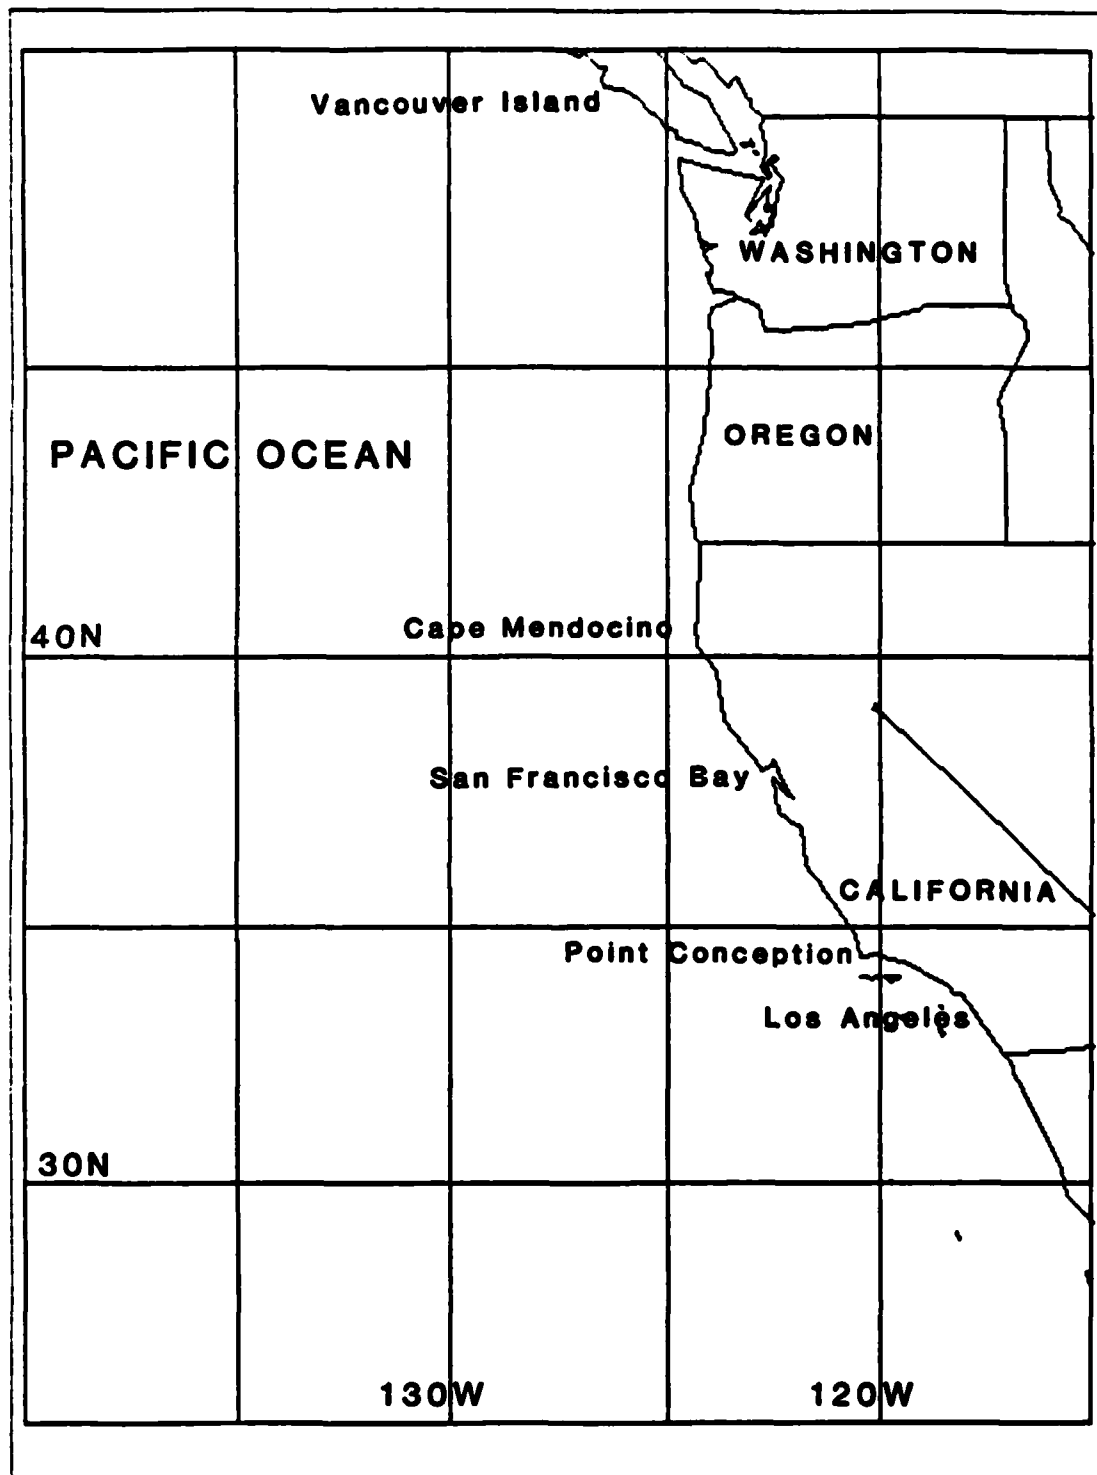 Vancouver Island
WASHINGTON
OREGON
PACIFIC OCEAN
Cape Mendocino
40N
San Francisco Bay
CALIFORNIA
Point Conception
Los Angeles
30N
130W
120W